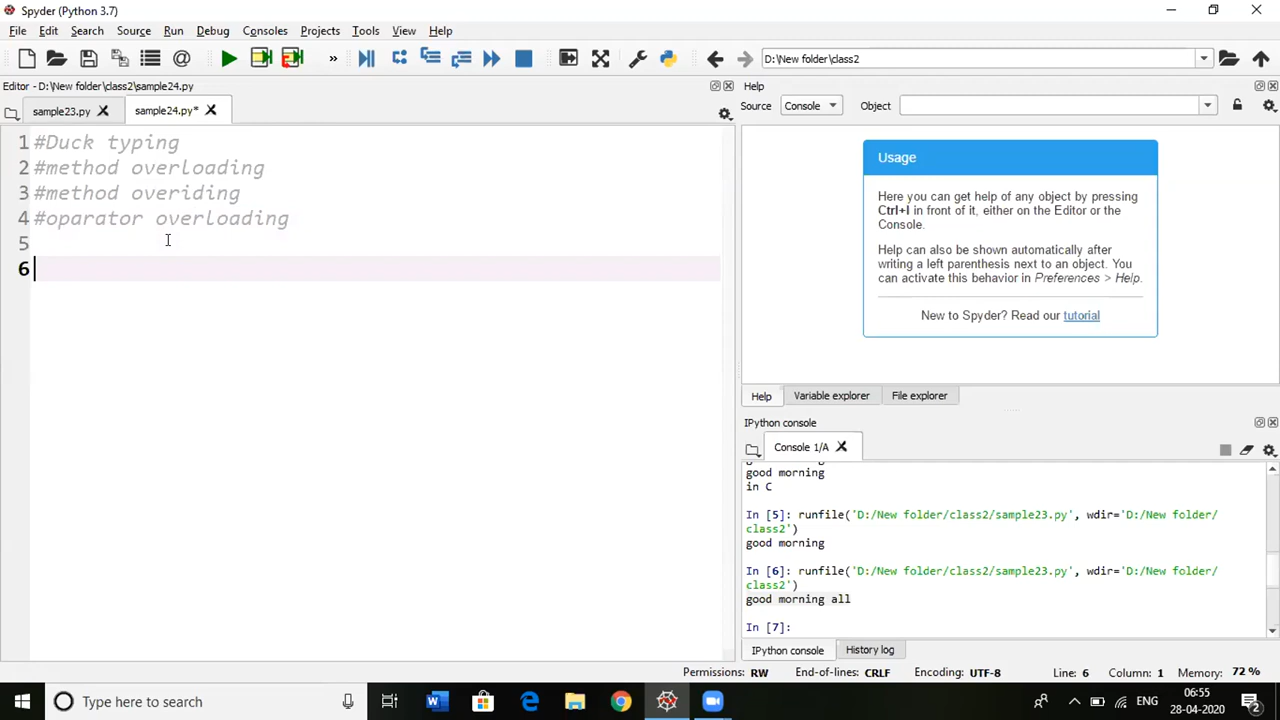 Spyder (Python 3.7)
File Edit Search Source Run Debug Consoles Projects Tools View Help
D:\New folder\class2
Editor - D:\New folder\class2\sample24.py
sample23.py
sample24.py*
1 #Duck typing
2 #method overloading
3 #method overiding
4 #oparator overloading
5
6
Help
Source Console Object
Usage
Here you can get help of any object by pressing
Ctrl+I in front of it, either on the Editor or the
Console.
Help can also be shown automatically after
writing a left parenthesis next to an object. You
can activate this behavior in Preferences > Help.
New to Spyder? Read our tutorial
Help Variable explorer File explorer
IPython console
Console 1/A
good morning
in C
In [5]: runfile('D:/New folder/class2/sample23.py', wdir='D:/New folder/
class2')
good morning
In [6]: runfile('D:/New folder/class2/sample23.py', wdir='D:/New folder/
class2')
good morning all
In [7]:
IPython console History log
Permissions: RW End-of-lines: CRLF Encoding: UTF-8 Line: 6 Column: 1 Memory: 72 %
Type here to search
ENG
06:55
28-04-2020
2